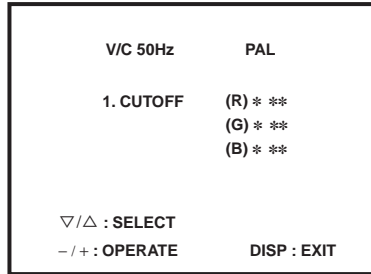 V/C 50Hz PAL
1. CUTOFF (R) * **
(G) * **
(B) * **
▽/△ : SELECT
– / + : OPERATE DISP : EXIT